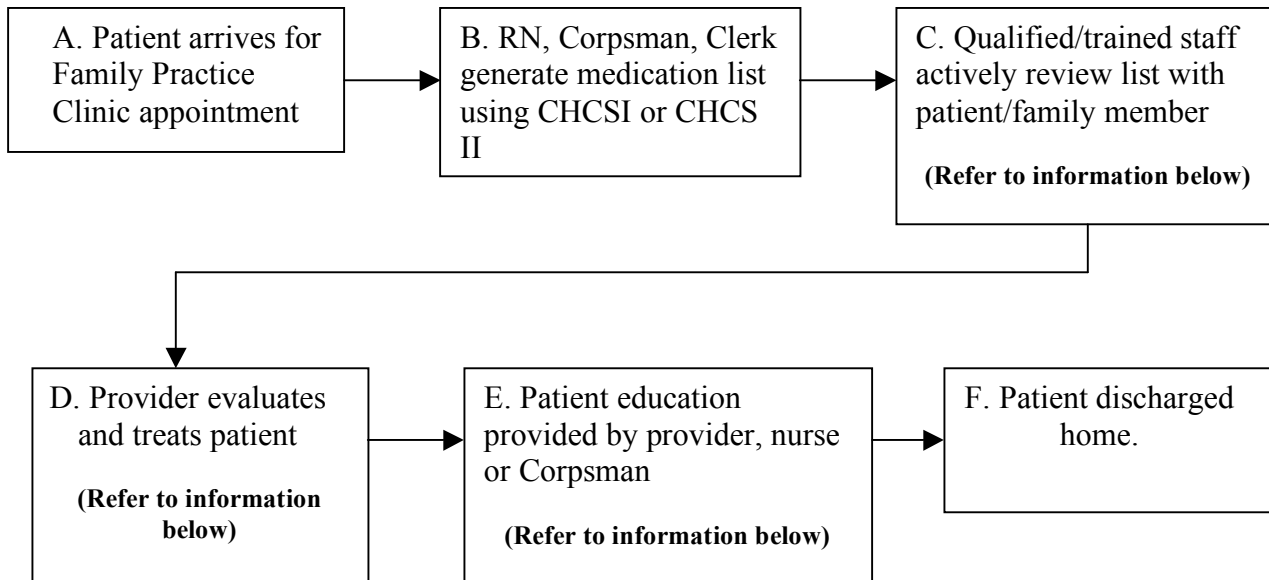 A. Patient arrives for
Family Practice
Clinic appointment
B. RN, Corpsman, Clerk
generate medication list
using CHCSI or CHCS
II
C. Qualified/trained staff
actively review list with
patient/family member
(Refer to information below)
D. Provider evaluates
and treats patient
(Refer to information
below)
E. Patient education
provided by provider, nurse
or Corpsman
(Refer to information below)
F. Patient discharged
home.